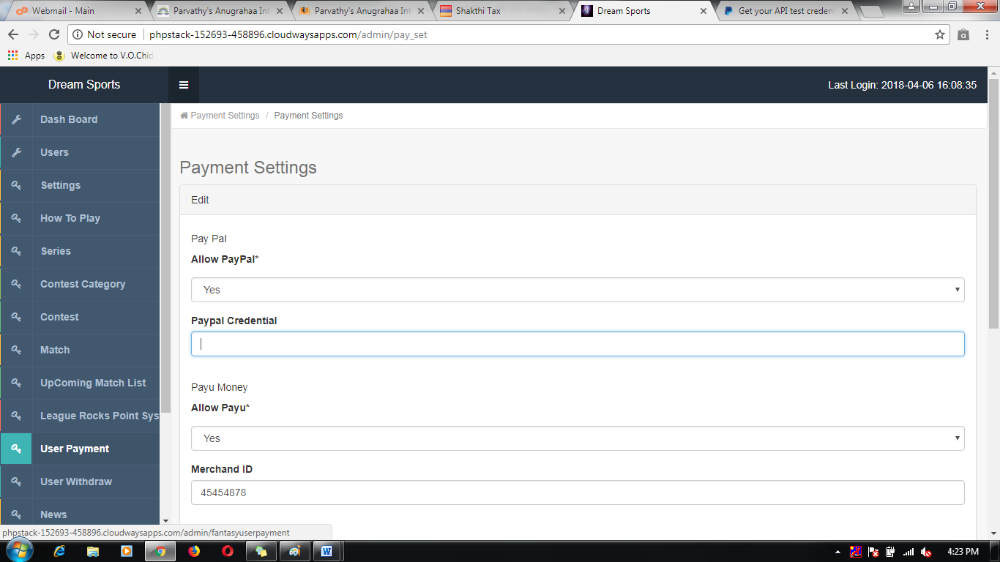 Webmail - Main
Parvathy's Anugrahaa Int
Parvathy's Anugrahaa Int
Shakthi Tax
Dream Sports
Get your API test creden
Not secure
phpstack-152693-458896.cloudwaysapps.com/admin/pay_set
Apps
Welcome to V.O.Chid
Dream Sports
Last Login: 2018-04-06 16:08:35
Dash Board
Users
Settings
How To Play
Series
Contest Category
Contest
Match
UpComing Match List
League Rocks Point Sys
User Payment
User Withdraw
News
Payment Settings / Payment Settings
Payment Settings
Edit
Pay Pal
Allow PayPal*
Yes
Paypal Credential
Payu Money
Allow Payu*
Yes
Merchand ID
45454878
phpstack-152693-458896.cloudwaysapps.com/admin/fantasyuserpayment
4:23 PM